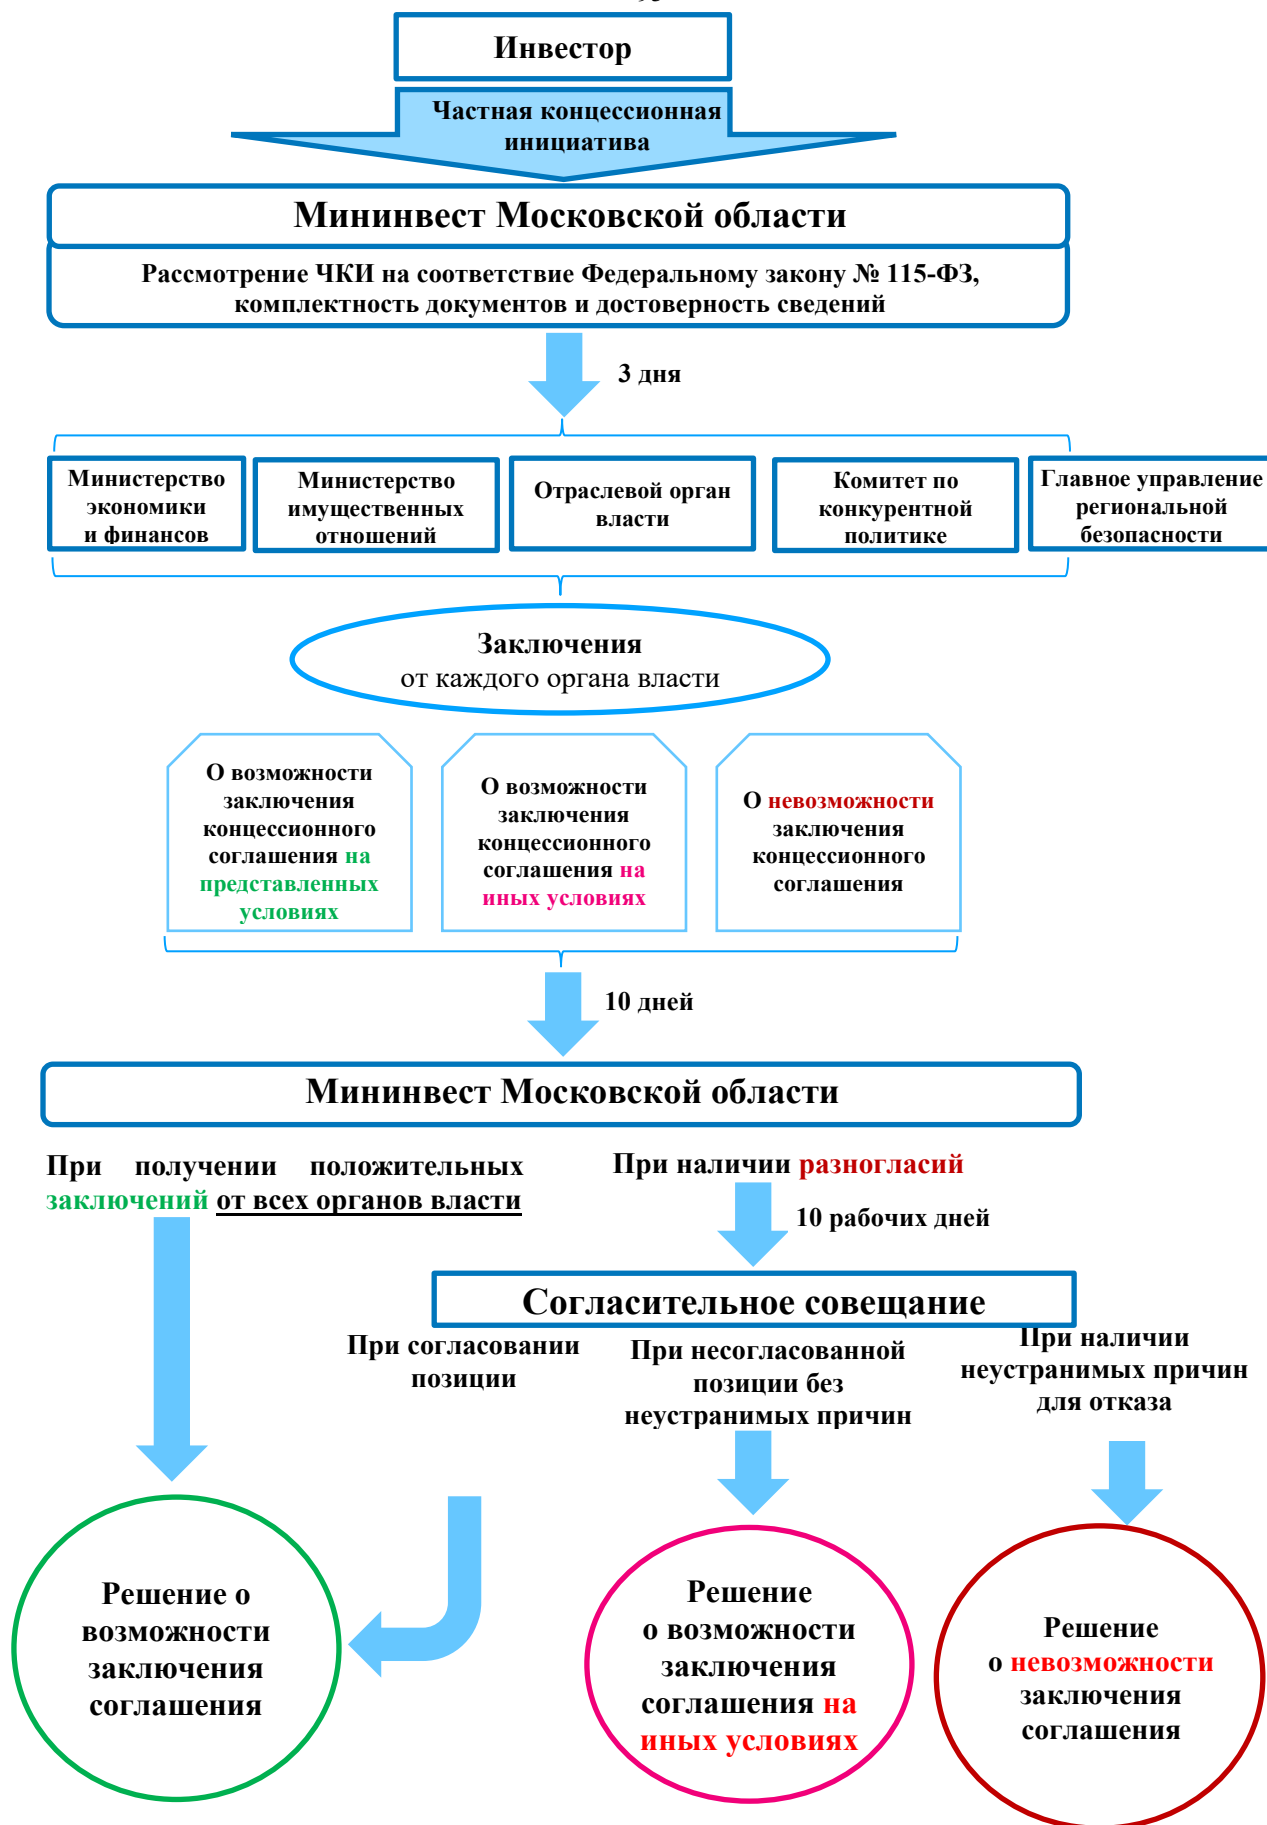 Инвестор
Частная концессионная
инициатива
Мининвест Московской области
Рассмотрение ЧКИ на соответствие Федеральному закону № 115-ФЗ,
комплектность документов и достоверность сведений
3 дня
Министерство
экономики
и финансов
Министерство
имущественных
отношений
Отраслевой орган
власти
Комитет по
конкурентной
политике
Главное управление
региональной
безопасности
Заключения
от каждого органа власти
О возможности
заключения
концессионного
соглашения на
представленных
условиях
О возможности
заключения
концессионного
соглашения на
иных условиях
О невозможности
заключения
концессионного
соглашения
10 дней
Мининвест Московской области
При получении положительных
заключений от всех органов власти
При наличии разногласий
10 рабочих дней
Согласительное совещание
При согласовании
позиции
При несогласованной
позиции без
неустранимых причин
При наличии
неустранимых причин
для отказа
Решение о
возможности
заключения
соглашения
Решение
о возможности
заключения
соглашения на
иных условиях
Решение
о невозможности
заключения
соглашения